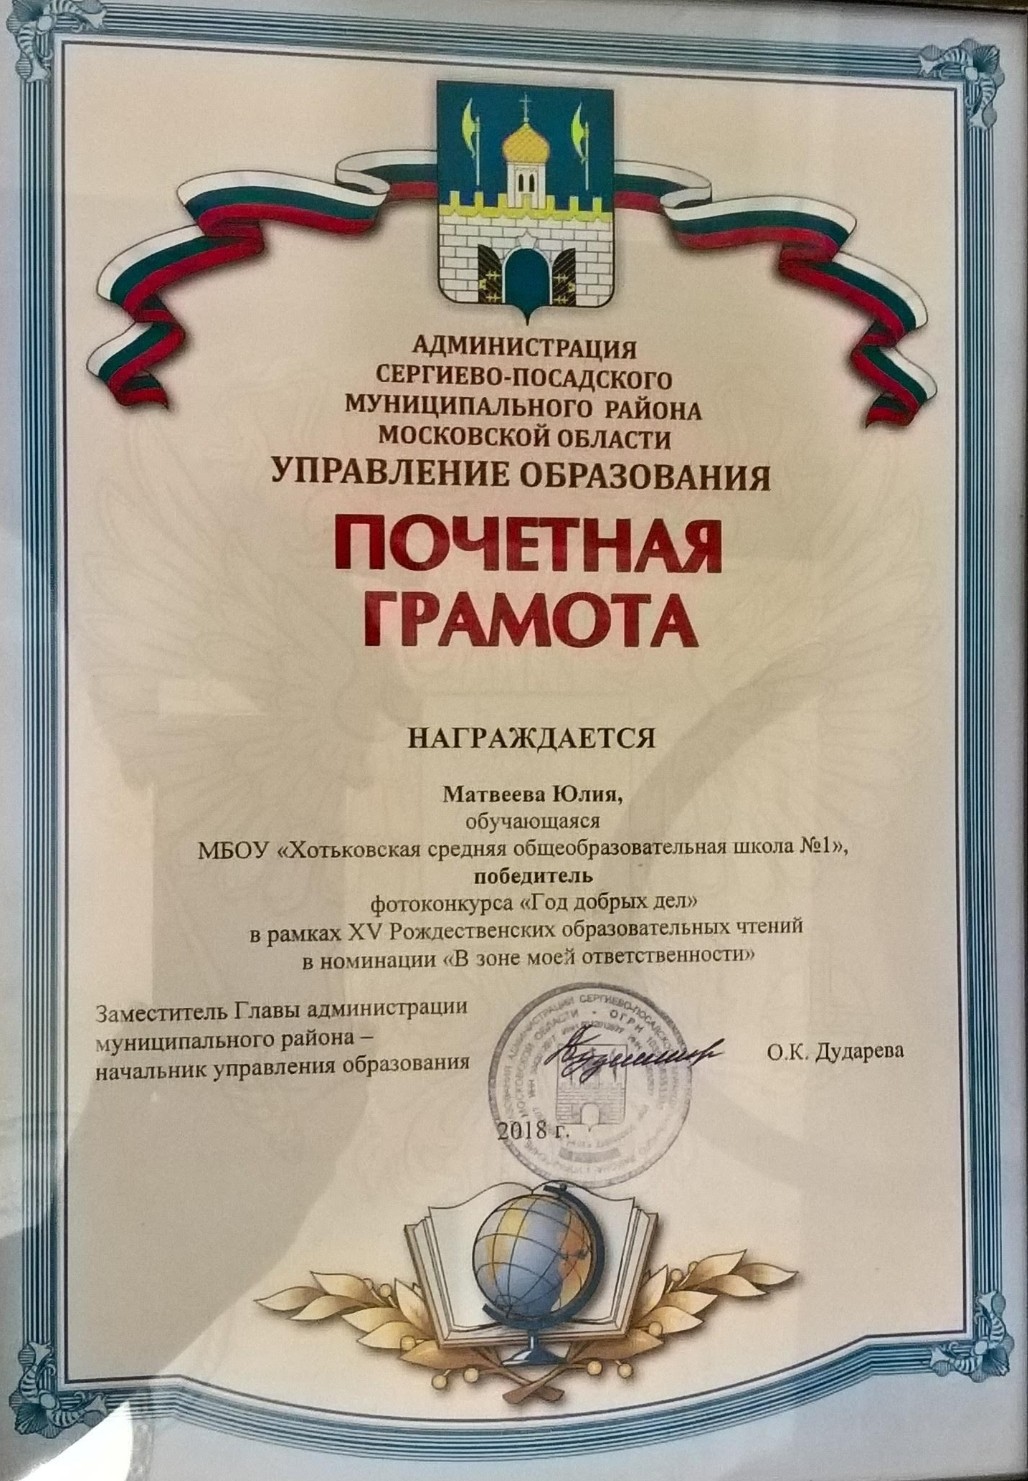 АДМИНИСТРАЦИЯ
СЕРГИЕВО-ПОСАДСКОГО
МУНИЦИПАЛЬНОГО РАЙОНА
МОСКОВСКОЙ ОБЛАСТИ
УПРАВЛЕНИЕ ОБРАЗОВАНИЯ
ПОЧЕТНАЯ
ГРАМОТА
НАГРАЖДАЕТСЯ
Матвеева Юлия,
обучающаяся
МБОУ «Хотьковская средняя общеобразовательная школа №1»,
победитель
фотоконкурса «Год добрых дел»
в рамках XV Рождественских образовательных чтений
в номинации «В зоне моей ответственности»
Заместитель Главы администрации
муниципального района –
начальник управления образования
О.К. Дударева
2018 г.